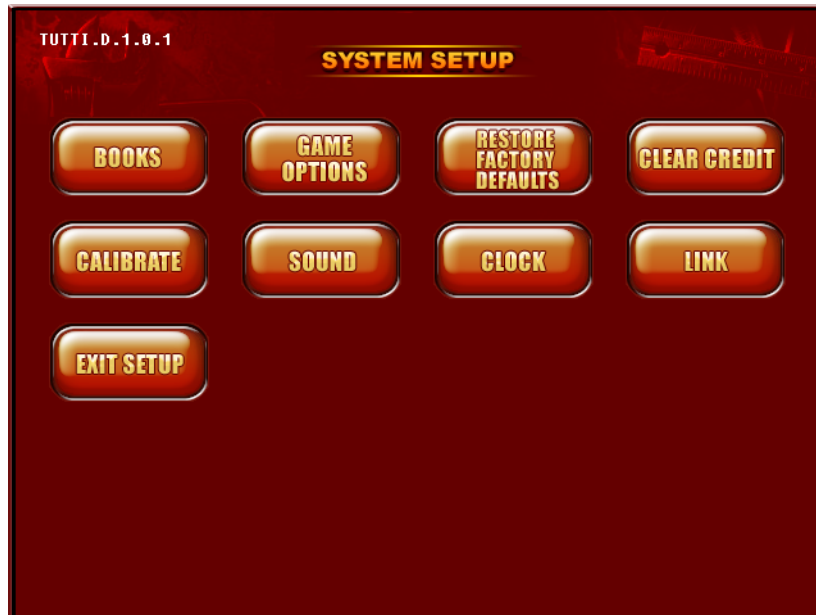 TUTTI.D.1.0.1
SYSTEM SETUP
BOOKS
GAME
OPTIONS
RESTORE
FACTORY
DEFAULTS
CLEAR CREDIT
CALIBRATE
SOUND
CLOCK
LINK
EXIT SETUP